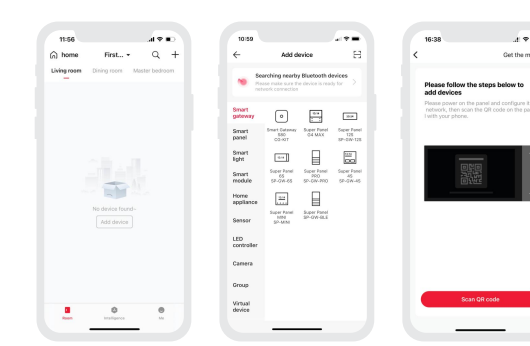 11:56
home
First...
Living room
Dining room
Master bedroom
No device found~
Add device
Room
Intelligence
Me
10:59
Add device
Searching nearby Bluetooth devices
Please make sure the device is ready for
network connection
Smart
gateway
Smart
panel
Smart
light
Smart
module
Home
appliance
Sensor
LED
controller
Camera
Group
Virtual
device
Smart Gateway
S60
CO-KIT
Super Panel
G4 MAX
Super Panel
12S
SP-GW-12S
Super Panel
6S
SP-GW-6S
Super Panel
PRO
SP-GW-PRO
Super Panel
4S
SP-GW-4S
Super Panel
MINI
SP-MINI
Super Panel
SP-GW-BLE
16:38
Get the m
Please follow the steps below to
add devices
Please power on the panel and configure it
network, then scan the QR code on the pa
l with your phone.
Scan QR code